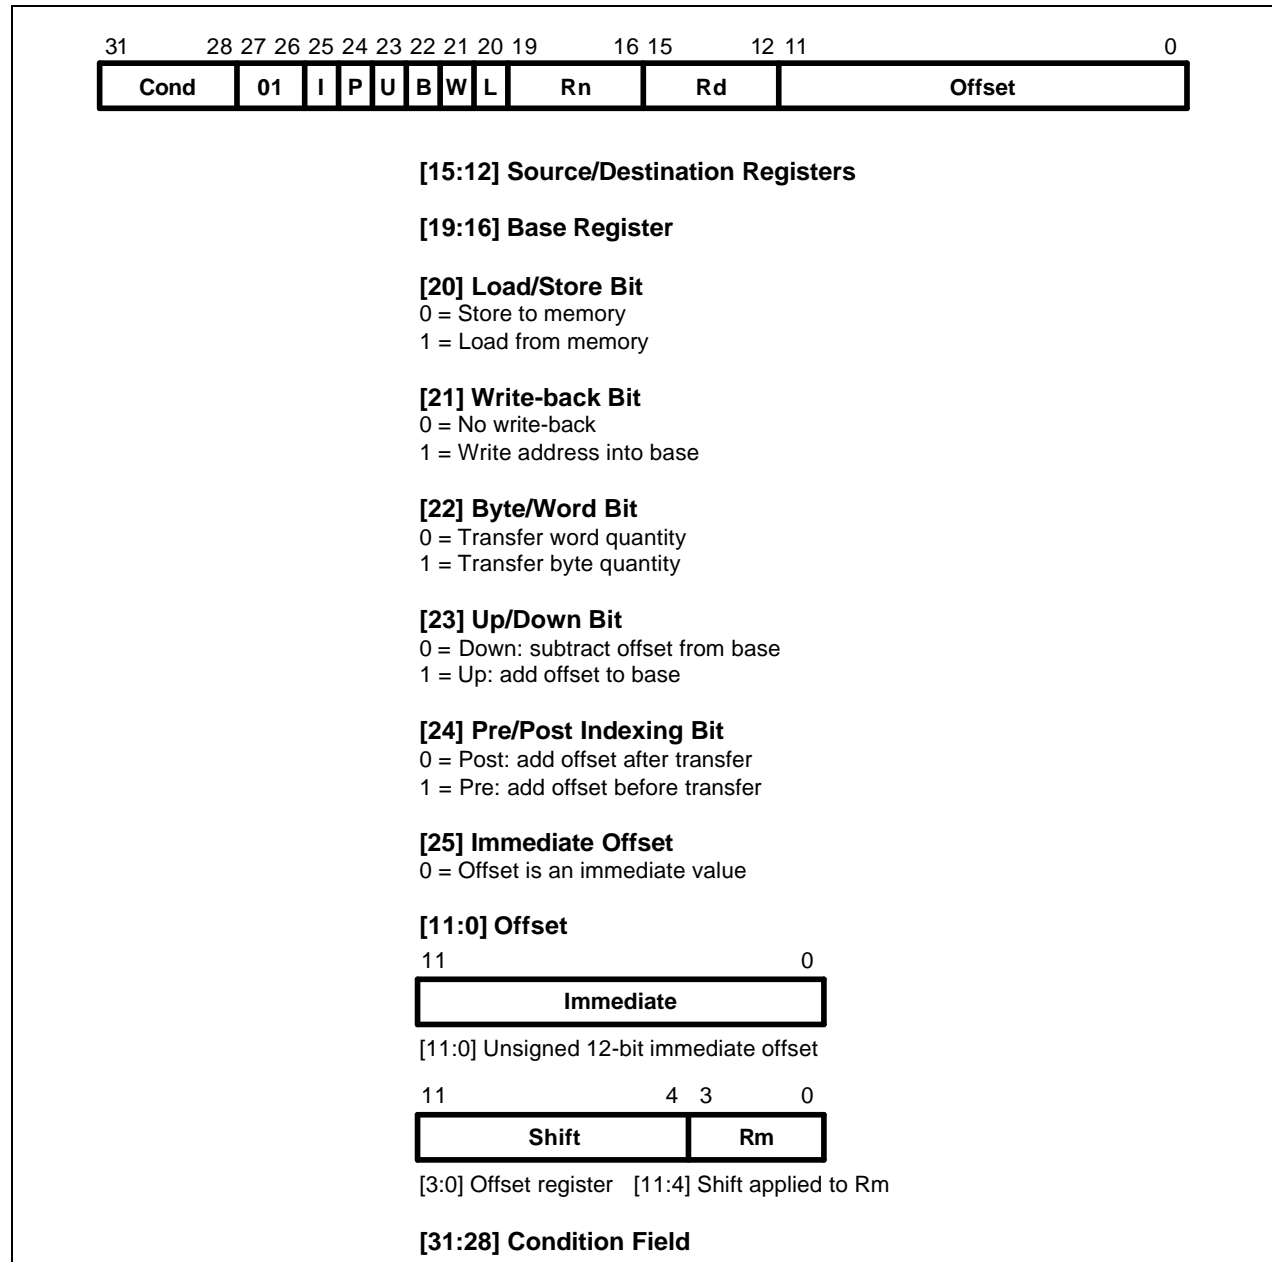 31 28 27 26 25 24 23 22 21 20 19 16 15 12 11 0
Cond 01 I P U B W L Rn Rd Offset
[15:12] Source/Destination Registers
[19:16] Base Register
[20] Load/Store Bit
0 = Store to memory
1 = Load from memory
[21] Write-back Bit
0 = No write-back
1 = Write address into base
[22] Byte/Word Bit
0 = Transfer word quantity
1 = Transfer byte quantity
[23] Up/Down Bit
0 = Down: subtract offset from base
1 = Up: add offset to base
[24] Pre/Post Indexing Bit
0 = Post: add offset after transfer
1 = Pre: add offset before transfer
[25] Immediate Offset
0 = Offset is an immediate value
[11:0] Offset
11 0
Immediate
[11:0] Unsigned 12-bit immediate offset
11 4 3 0
Shift Rm
[3:0] Offset register [11:4] Shift applied to Rm
[31:28] Condition Field